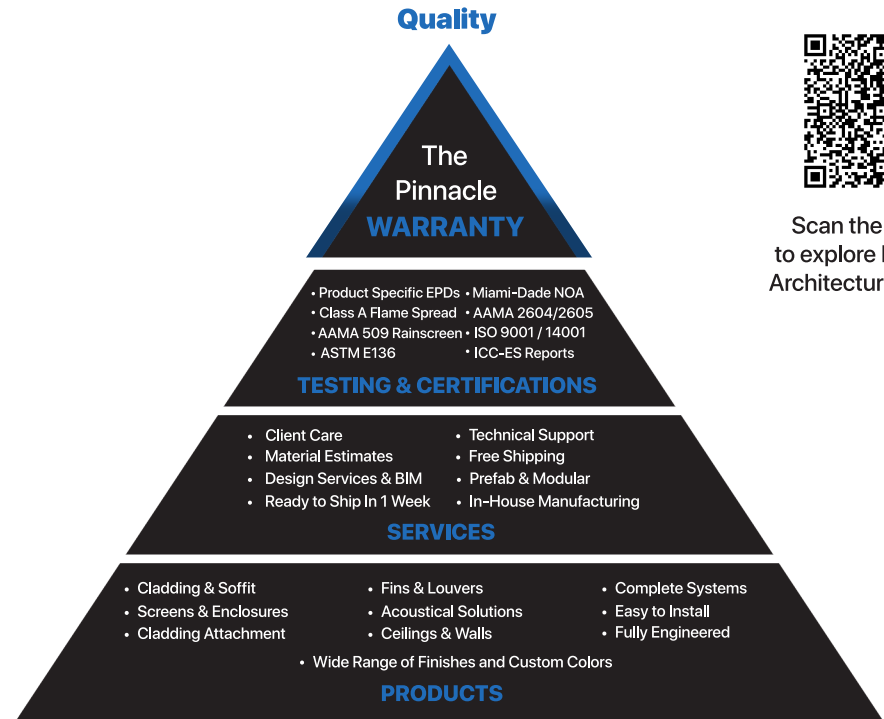 Quality
The
Pinnacle
WARRANTY
• Product Specific EPDs • Miami-Dade NOA
• Class A Flame Spread • AAMA 2604/2605
• AAMA 509 Rainscreen • ISO 9001 / 14001
• ASTM E136 • ICC-ES Reports
TESTING & CERTIFICATIONS
• Client Care • Technical Support
• Material Estimates • Free Shipping
• Design Services & BIM • Prefab & Modular
• Ready to Ship In 1 Week • In-House Manufacturing
SERVICES
• Cladding & Soffit • Fins & Louvers • Complete Systems
• Screens & Enclosures • Acoustical Solutions • Easy to Install
• Cladding Attachment • Ceilings & Walls • Fully Engineered
• Wide Range of Finishes and Custom Colors
PRODUCTS
Scan the
to explore